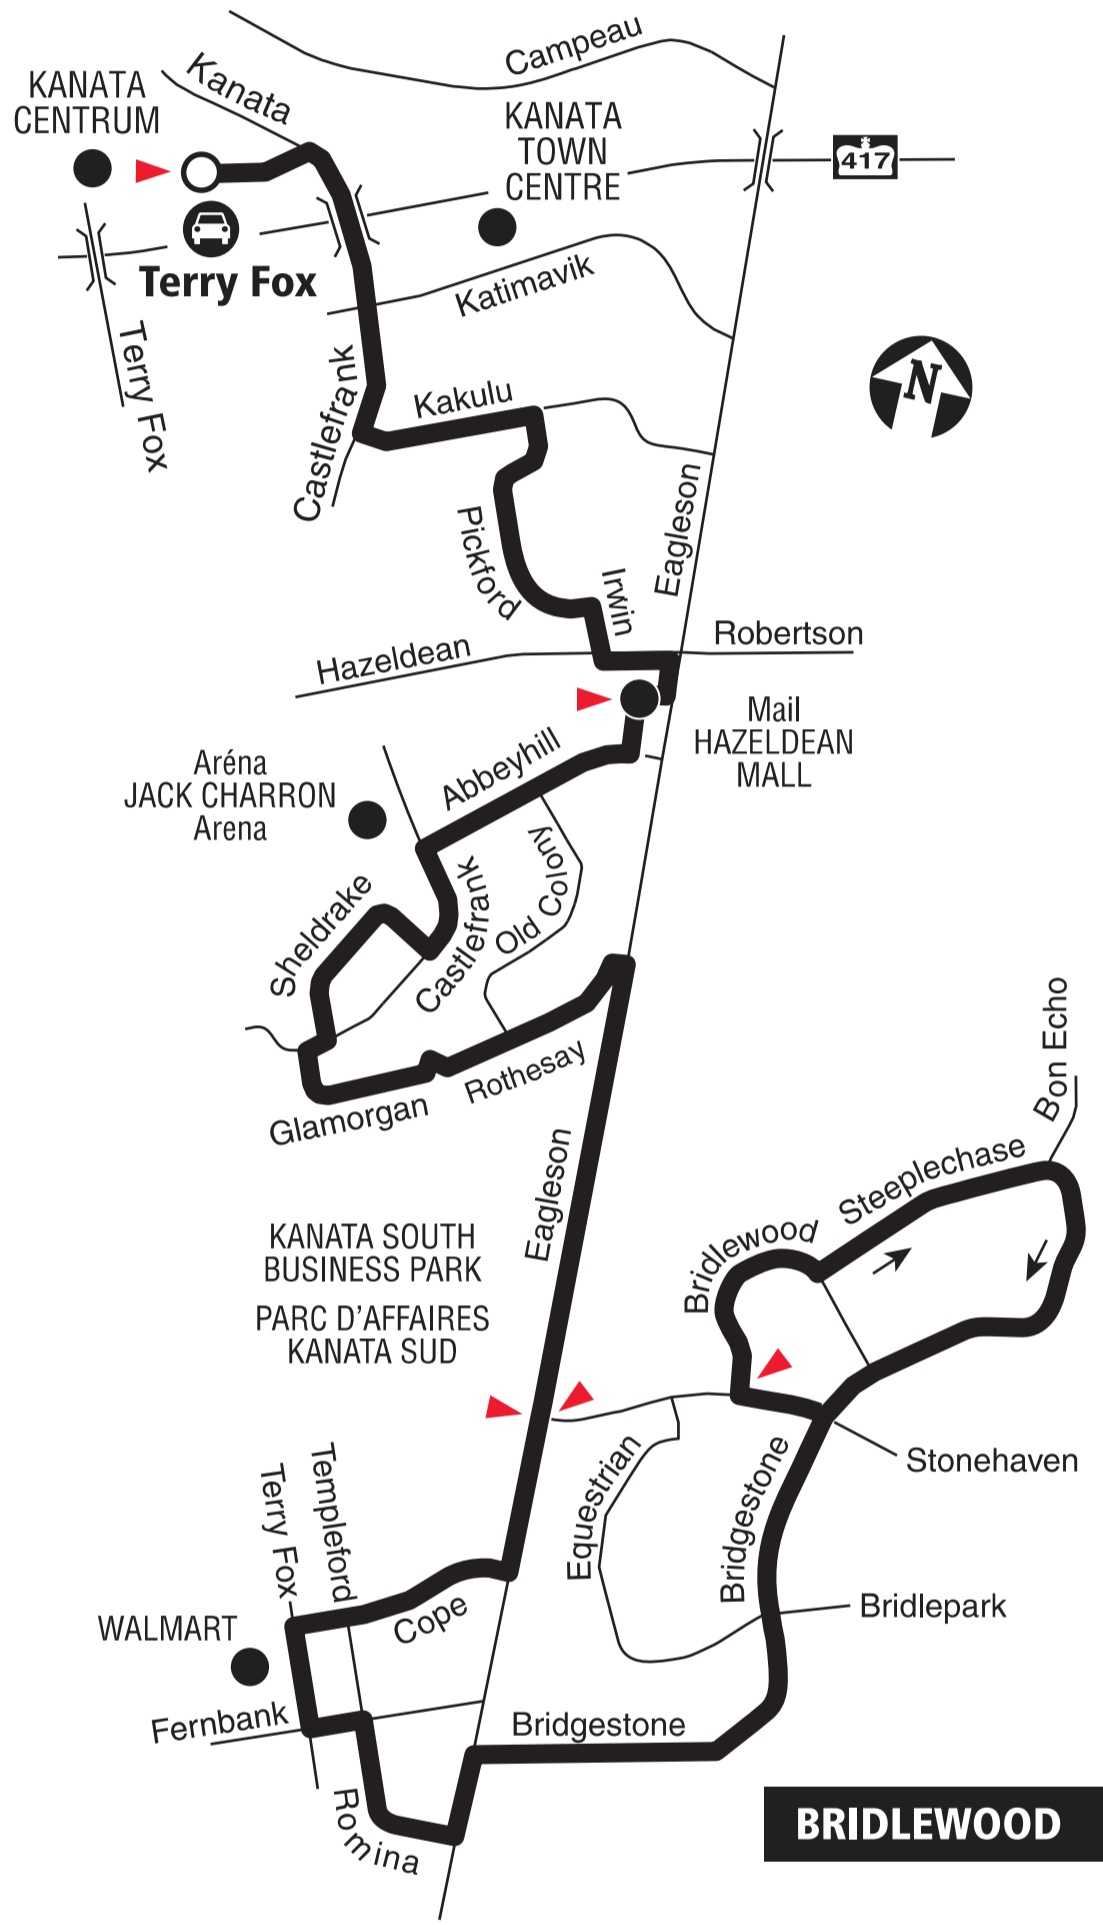 Campeau
Kanata
KANATA
CENTRUM
KANATA
TOWN
CENTRE
417
Terry Fox
Katimavik
Terry Fox
Castlefrank
Kakulu
N
Eagleson
Pickford
Irwin
Hazeldean
Robertson
Mail
HAZELDEAN
MALL
Abbeyhill
Aréna
JACK CHARRON
Arena
Old Colony
Castlefrank
Sheldrake
Rothesay
Glamorgan
Bon Echo
Eagleson
Steeplechase
Bridlewood
KANATA SOUTH
BUSINESS PARK
PARC D'AFFAIRES
KANATA SUD
Stonehaven
Equestrian
Bridgestone
Terry Fox
Templeford
Cope
WALMART
Bridlepark
Fernbank
Bridgestone
Romina
BRIDLEWOOD